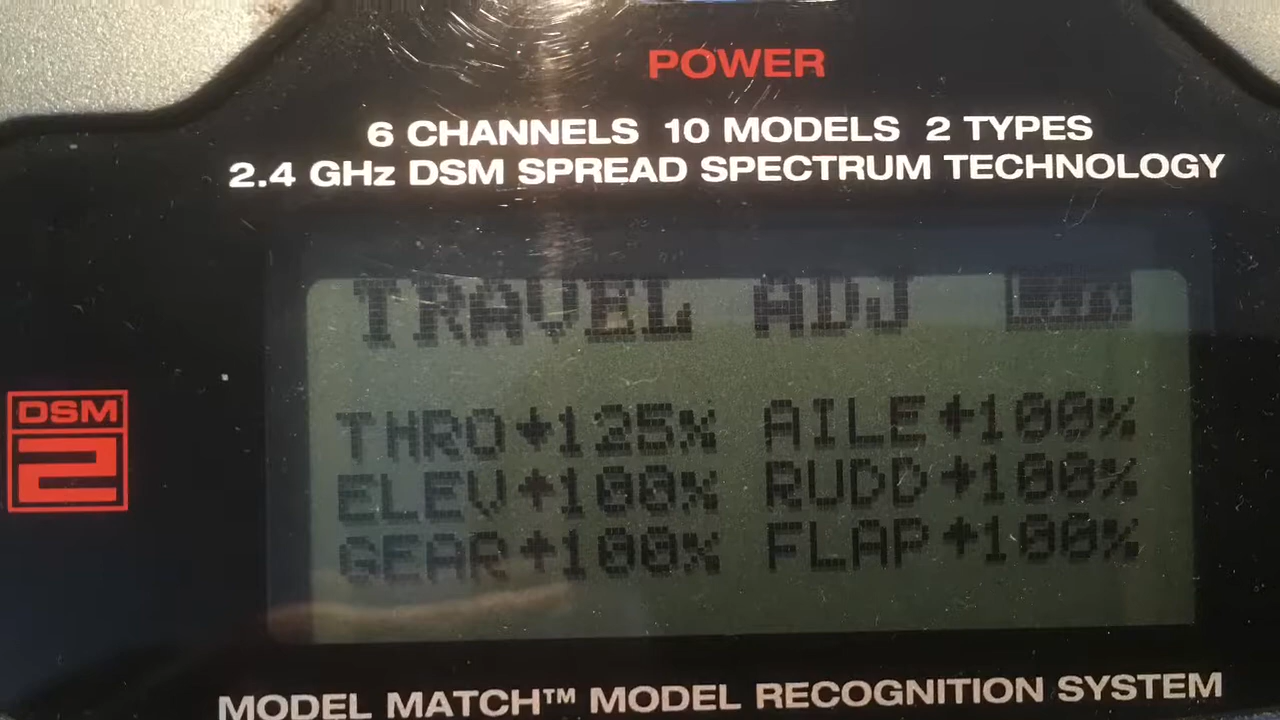 POWER
6 CHANNELS 10 MODELS 2 TYPES
2.4 GHz DSM SPREAD SPECTRUM TECHNOLOGY
TRAVEL ADJ
DSM
2
THRO↓125% AILE→100%
ELEV↑100% RUDD→100%
GEAR↑100% FLAP↑100%
MODEL MATCH™ MODEL RECOGNITION SYSTEM